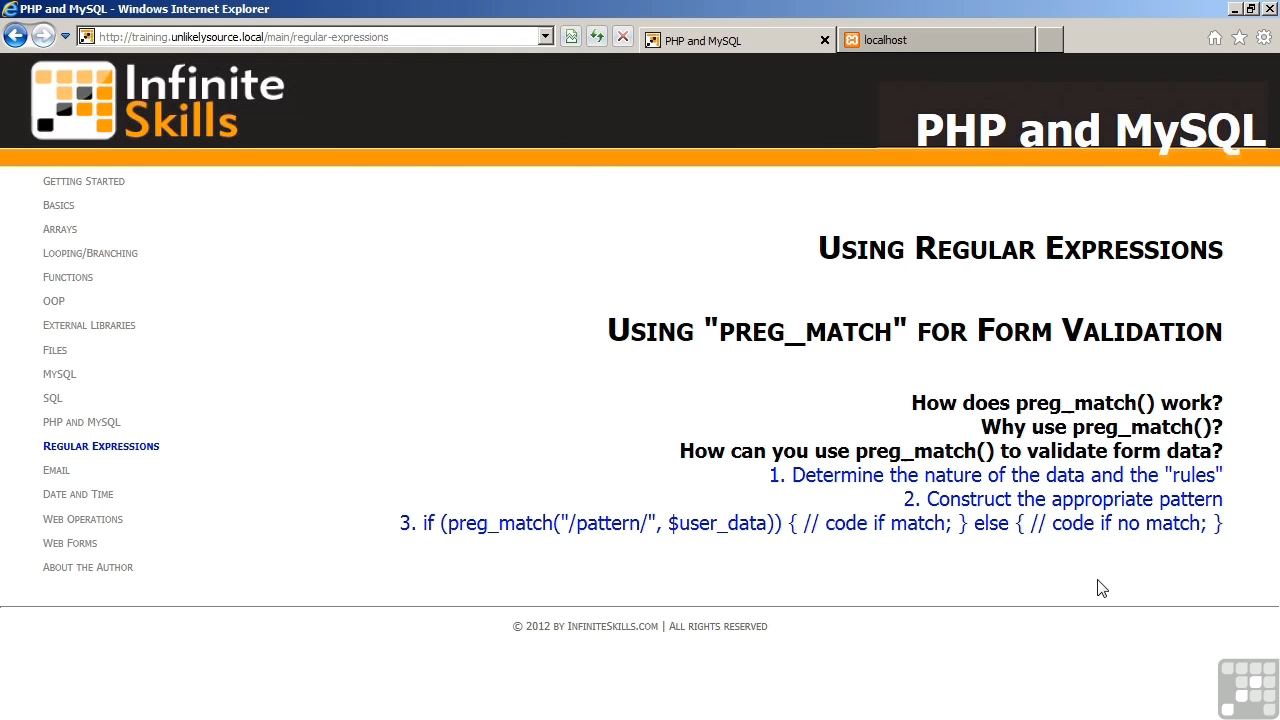 PHP and MySQL - Windows Internet Explorer
http://training.unlikelysource.local/main/regular-expressions
PHP and MySQL
localhost
Infinite
Skills
PHP and MySQL
GETTING STARTED
BASICS
ARRAYS
LOOPING/BRANCHING
FUNCTIONS
OOP
EXTERNAL LIBRARIES
FILES
MYSQL
SQL
PHP AND MYSQL
REGULAR EXPRESSIONS
EMAIL
DATE AND TIME
WEB OPERATIONS
WEB FORMS
ABOUT THE AUTHOR
USING REGULAR EXPRESSIONS
USING "PREG_MATCH" FOR FORM VALIDATION
How does preg_match() work?
Why use preg_match()?
How can you use preg_match() to validate form data?
1. Determine the nature of the data and the "rules"
2. Construct the appropriate pattern
3. if (preg_match("/pattern/", $user_data)) { // code if match; } else { // code if no match; }
© 2012 BY INFINITESKILLS.COM | ALL RIGHTS RESERVED